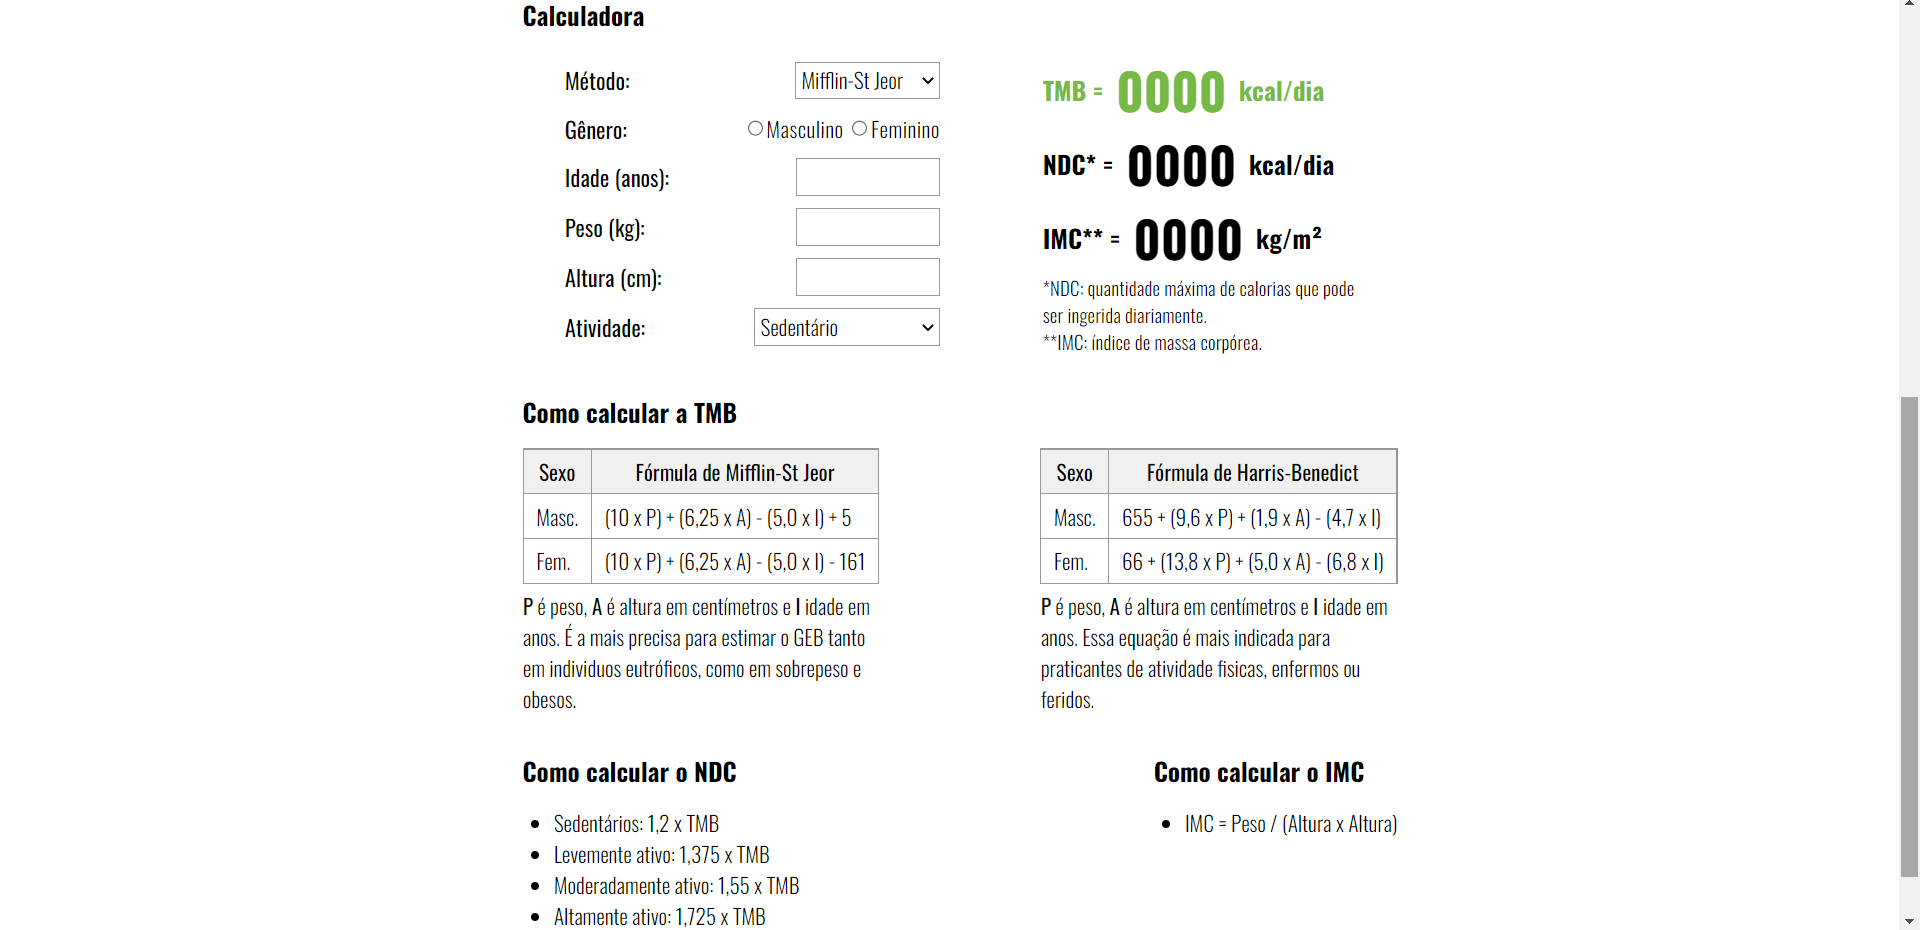 Calculadora
Método:
Mifflin-St Jeor
Gênero:
Masculino
Feminino
Idade (anos):
Peso (kg):
Altura (cm):
Atividade:
Sedentário
TMB = 0000 kcal/dia
NDC* = 0000 kcal/dia
IMC** = 0000 kg/m²
*NDC: quantidade máxima de calorias que pode
ser ingerida diariamente.
**IMC: índice de massa corpórea.
Como calcular a TMB
Sexo Fórmula de Mifflin-St Jeor
Masc. (10 x P) + (6,25 x A) - (5,0 x I) + 5
Fem. (10 x P) + (6,25 x A) - (5,0 x I) - 161
P é peso, A é altura em centímetros e I idade em
anos. É a mais precisa para estimar o GEB tanto
em individuos eutróficos, como em sobrepeso e
obesos.
Sexo Fórmula de Harris-Benedict
Masc. 655 + (9,6 x P) + (1,9 x A) - (4,7 x I)
Fem. 66 + (13,8 x P) + (5,0 x A) - (6,8 x I)
P é peso, A é altura em centímetros e I idade em
anos. Essa equação é mais indicada para
praticantes de atividade fisicas, enfermos ou
feridos.
Como calcular o NDC
Sedentários: 1,2 x TMB
Levemente ativo: 1,375 x TMB
Moderadamente ativo: 1,55 x TMB
Altamente ativo: 1,725 x TMB
Como calcular o IMC
IMC = Peso / (Altura x Altura)